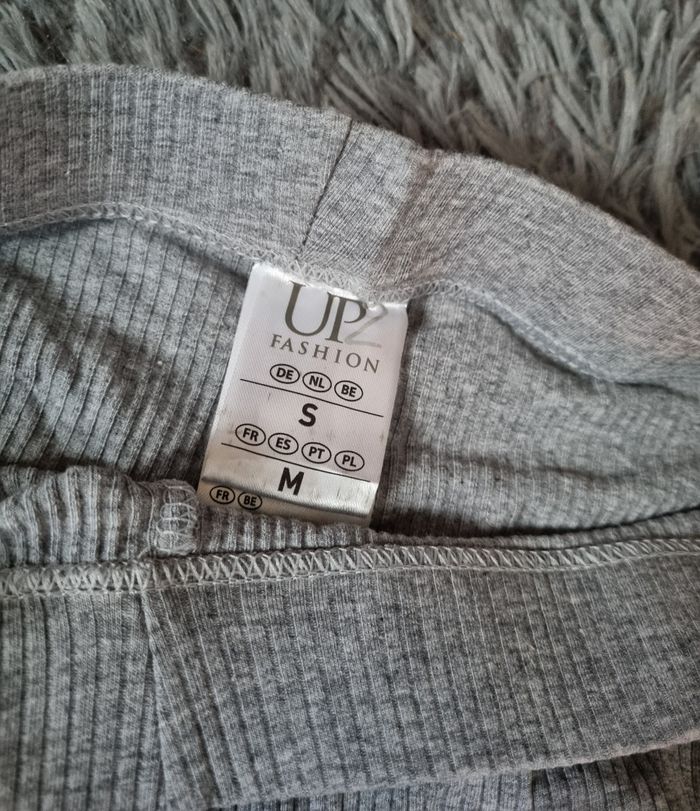 UP2
FASHION
DE NL BE
S
FR ES PT PL
M
FR BE